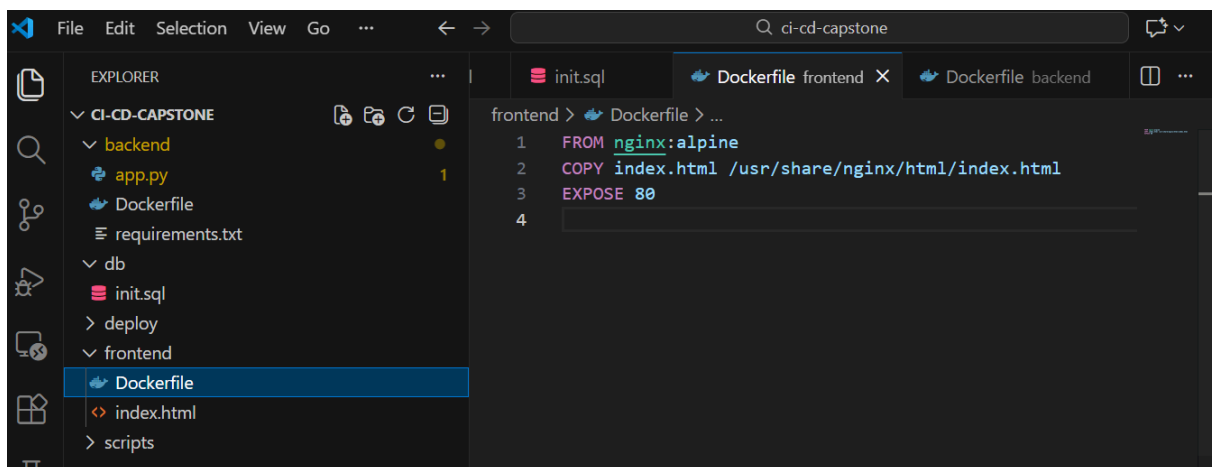 File Edit Selection View Go ... ci-cd-capstone
EXPLORER ...
init.sql Dockerfile frontend Dockerfile backend ...
CI-CD-CAPSTONE
backend
app.py 1
Dockerfile
requirements.txt
db
init.sql
deploy
frontend
Dockerfile
index.html
scripts
frontend > Dockerfile > ...
1 FROM nginx:alpine
2 COPY index.html /usr/share/nginx/html/index.html
3 EXPOSE 80
4